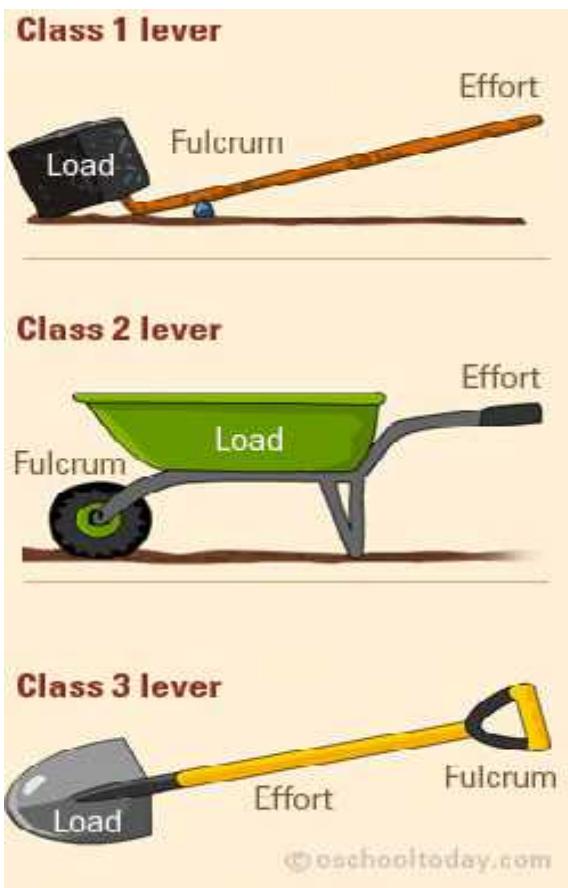 Class 1 lever
Effort
Fulcrum
Load
Class 2 lever
Effort
Load
Fulcrum
Class 3 lever
Fulcrum
Effort
Load
©oschooltoday.com